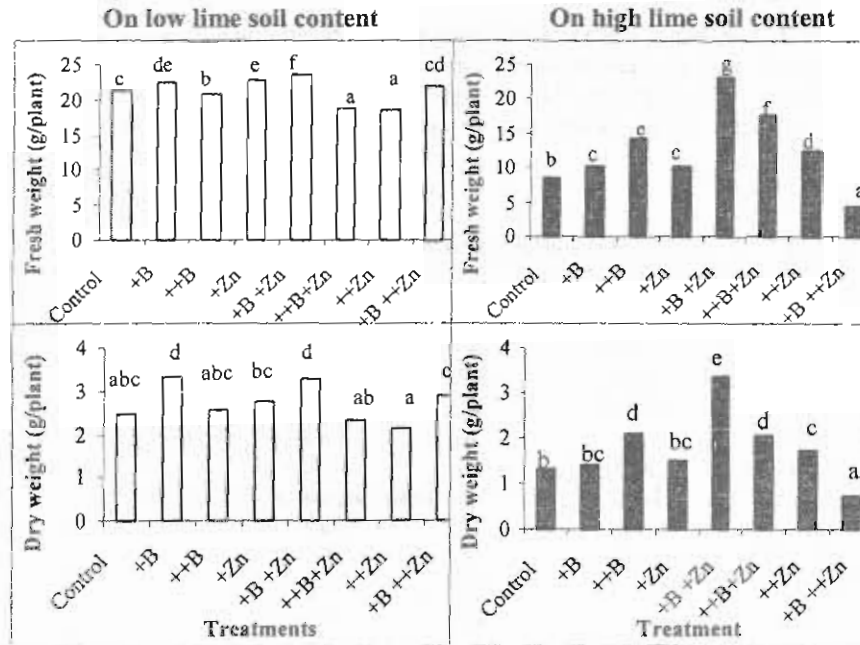 On low lime soil content
On high lime soil content
Fresh weight (g/plant)
25
20
15
10
5
0
c de b e f a a cd
Control +B ++B +Zn +B +Zn ++B+Zn ++Zn +B ++Zn
Fresh weight (g/plant)
25
20
15
10
5
0
b c e c g f d a
Control +B ++B +Zn +B +Zn ++B+Zn ++Zn +B ++Zn
Dry weight (g/plant)
4
3
2
1
0
abc d abc bc d ab a c
Control +B ++B +Zn +B +Zn ++B+Zn ++Zn +B ++Zn
Treatments
Dry weight (g/plant)
4
3
2
1
0
b bc d bc e d c a
Control +B ++B +Zn +B +Zn ++B+Zn ++Zn +B ++Zn
Treatment